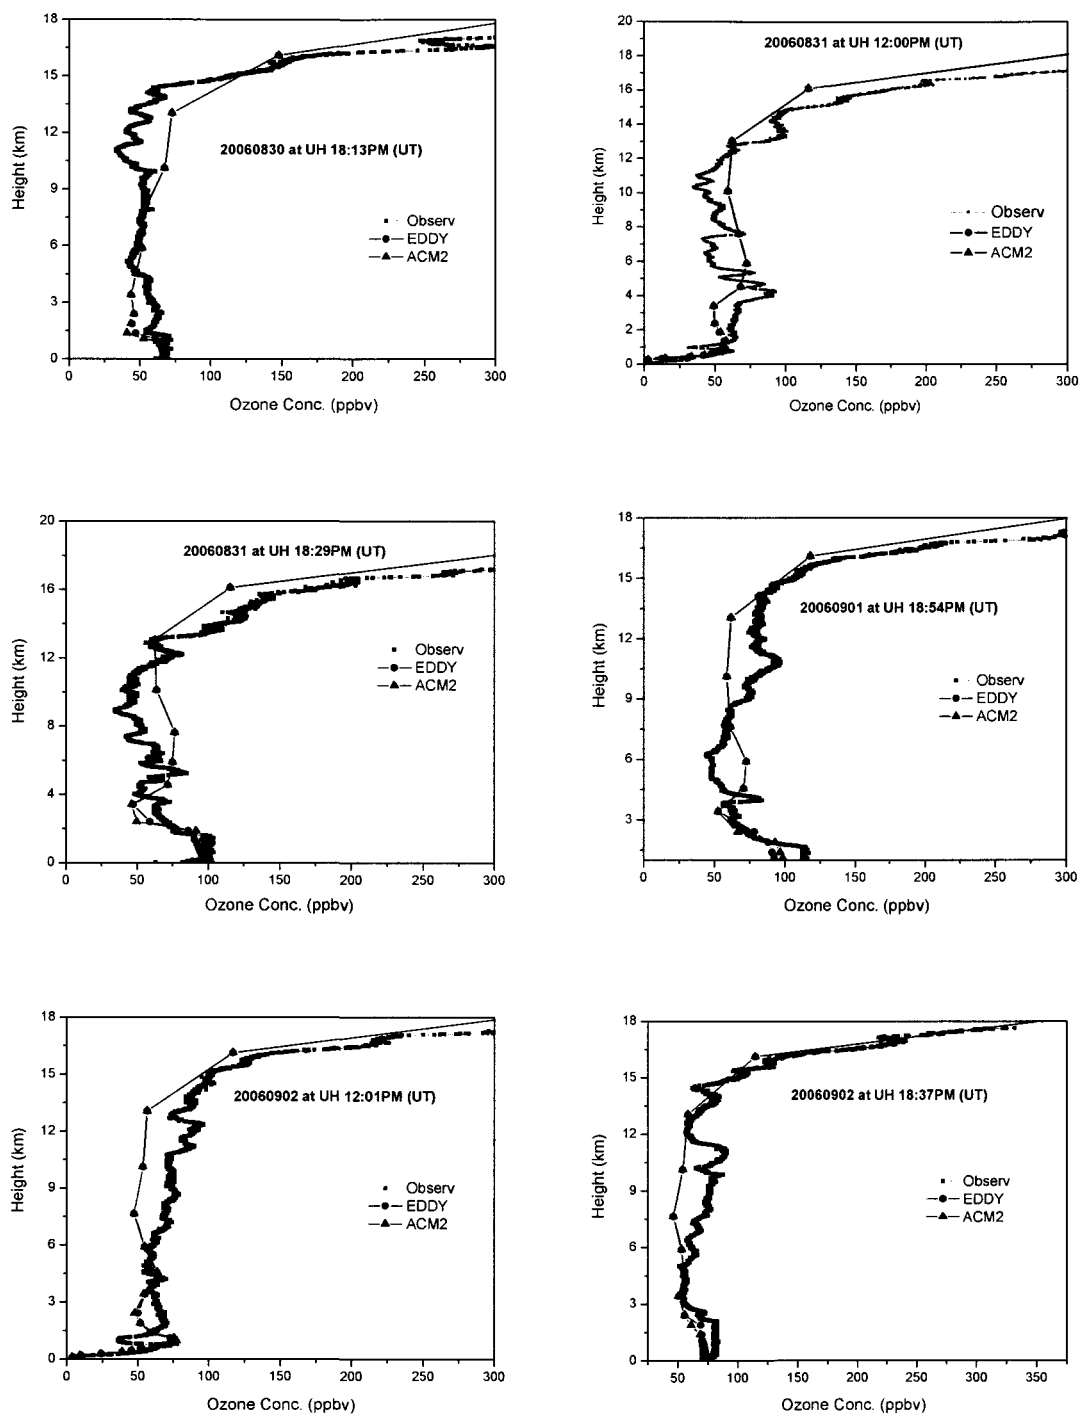 18
15
12
9
6
3
0
Height (km)
20060830 at UH 18:13PM (UT)
Observ
EDDY
ACM2
0 50 100 150 200 250 300
Ozone Conc. (ppbv)
20
18
16
14
12
10
8
6
4
2
0
Height (km)
20060831 at UH 12:00PM (UT)
Observ
EDDY
ACM2
0 50 100 150 200 250 300
Ozone Conc. (ppbv)
20
16
12
8
4
0
Height (km)
20060831 at UH 18:29PM (UT)
Observ
EDDY
ACM2
0 50 100 150 200 250 300
Ozone Conc. (ppbv)
18
15
12
9
6
3
Height (km)
20060901 at UH 18:54PM (UT)
Observ
EDDY
ACM2
0 50 100 150 200 250 300
Ozone Conc. (ppbv)
18
15
12
9
6
3
0
Height (km)
20060902 at UH 12:01PM (UT)
Observ
EDDY
ACM2
0 50 100 150 200 250 300
Ozone Conc. (ppbv)
18
15
12
9
6
3
0
Height (km)
20060902 at UH 18:37PM (UT)
Observ
EDDY
ACM2
50 100 150 200 250 300 350
Ozone Conc. (ppbv)